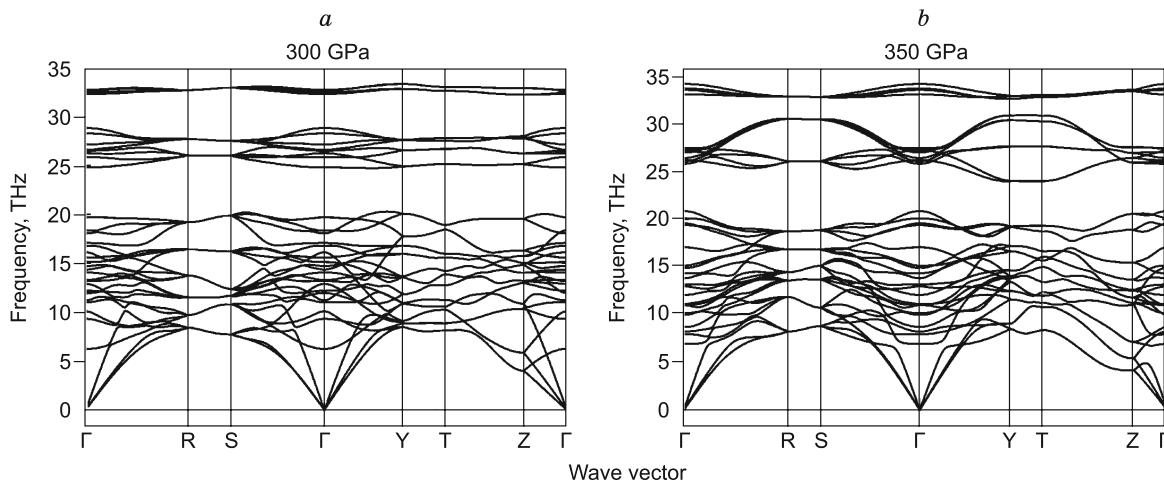 a
300 GPa
35
30
25
20
15
10
5
0
Frequency, THz
Γ R S Γ Y T Z Γ
b
350 GPa
35
30
25
20
15
10
5
0
Frequency, THz
Γ R S Γ Y T Z Γ
Wave vector